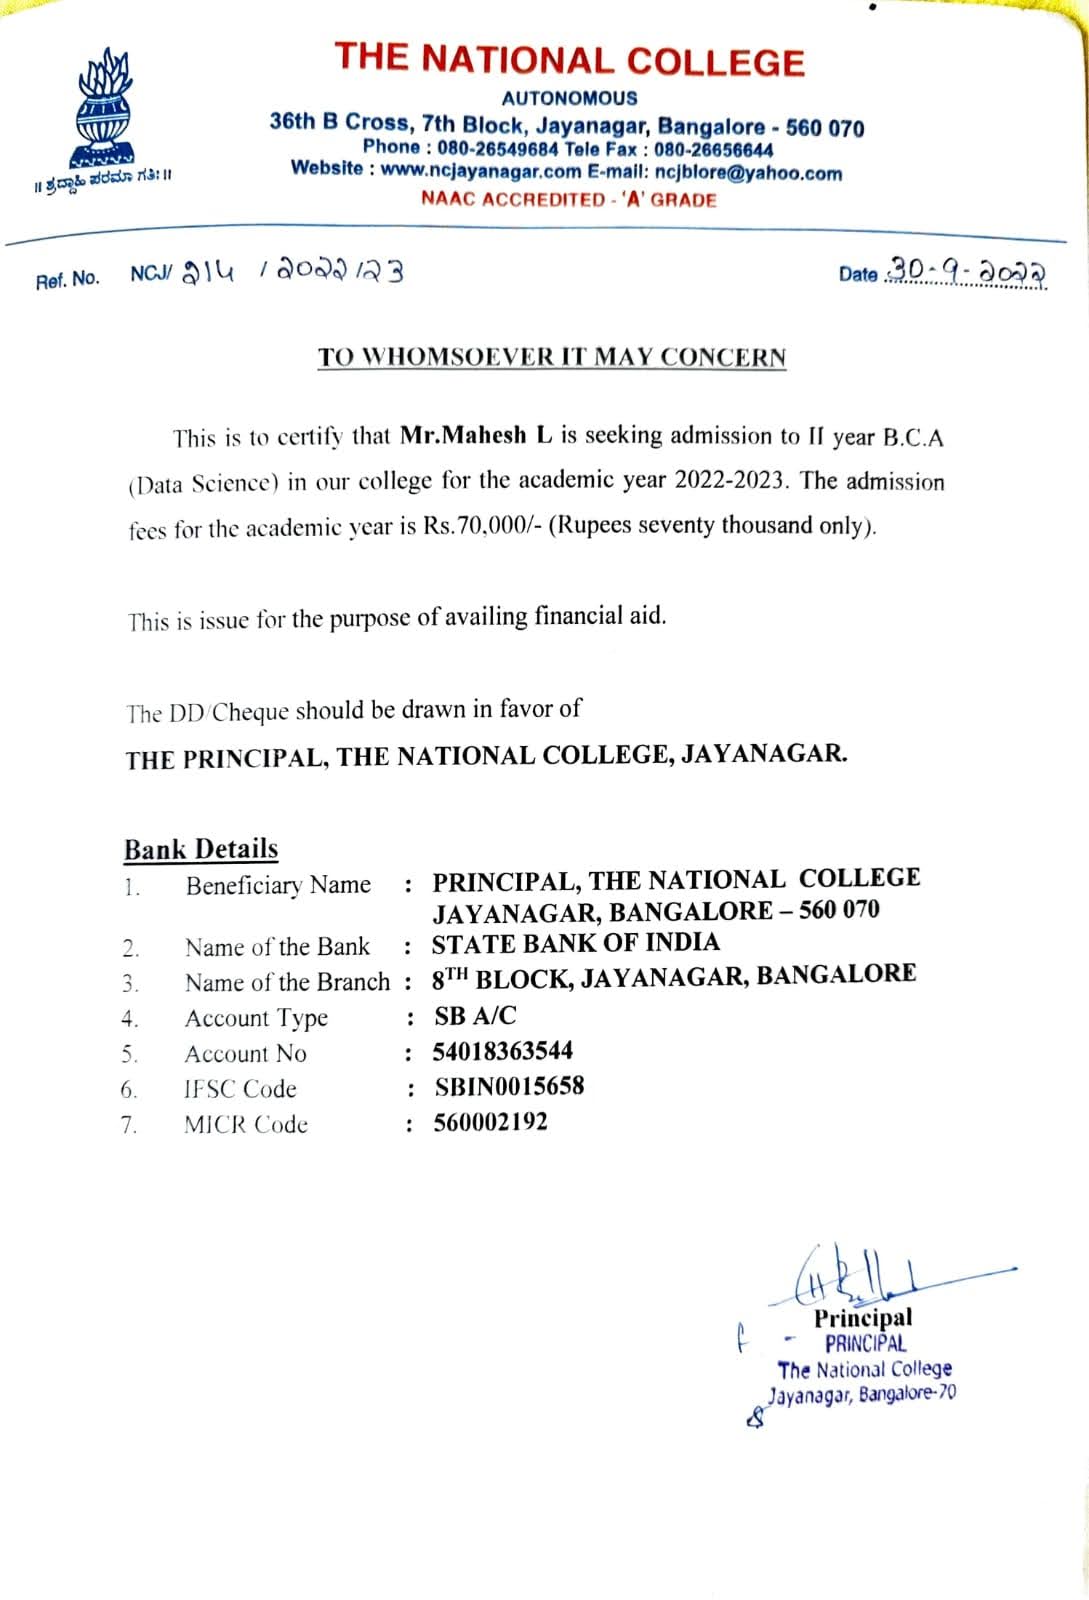 THE NATIONAL COLLEGE
AUTONOMOUS
36th B Cross, 7th Block, Jayanagar, Bangalore - 560 070
Phone : 080-26549684 Tele Fax : 080-26656644
Website : www.ncjayanagar.com E-mail: ncjblore@yahoo.com
NAAC ACCREDITED - 'A' GRADE
॥ ಶ್ರದ್ಧಾಹಿ ಪರಮಾ ಗತಿಃ ॥
Ref. No. NCJ/ 214 / 2022/23
Date 30-9-2022
TO WHOMSOEVER IT MAY CONCERN
This is to certify that Mr.Mahesh L is seeking admission to II year B.C.A
(Data Science) in our college for the academic year 2022-2023. The admission
fees for the academic year is Rs.70,000/- (Rupees seventy thousand only).
This is issue for the purpose of availing financial aid.
The DD/Cheque should be drawn in favor of
THE PRINCIPAL, THE NATIONAL COLLEGE, JAYANAGAR.
Bank Details
1. Beneficiary Name : PRINCIPAL, THE NATIONAL COLLEGE
JAYANAGAR, BANGALORE – 560 070
2. Name of the Bank : STATE BANK OF INDIA
3. Name of the Branch : 8TH BLOCK, JAYANAGAR, BANGALORE
4. Account Type : SB A/C
5. Account No : 54018363544
6. IFSC Code : SBIN0015658
7. MICR Code : 560002192
Principal
PRINCIPAL
The National College
Jayanagar, Bangalore-70